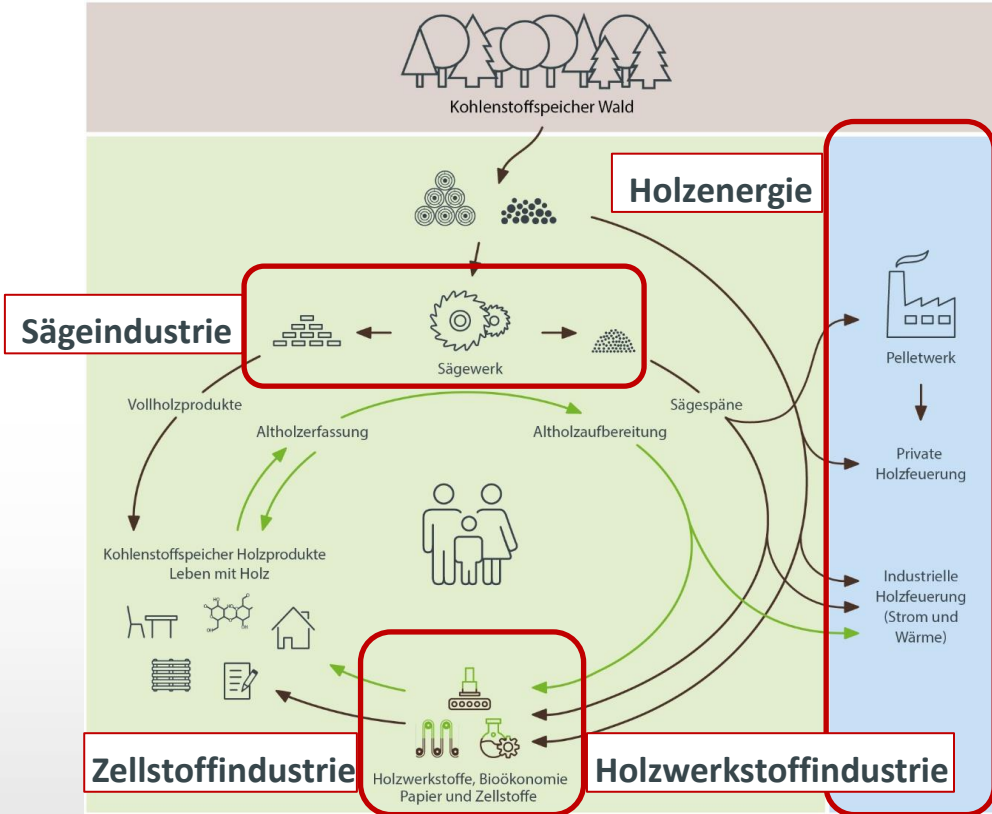 Kohlenstoffspeicher Wald
Holzenergie
Sägeindustrie
Sägewerk
Pelletwerk
Vollholzprodukte
Sägespäne
Altholzerfassung
Altholzaufbereitung
Private
Holzfeuerung
Kohlenstoffspeicher Holzprodukte
Leben mit Holz
Industrielle
Holzfeuerung
(Strom und
Wärme)
Zellstoffindustrie
Holzwerkstoffindustrie
Holzwerkstoffe, Bioökonomie
Papier und Zellstoffe